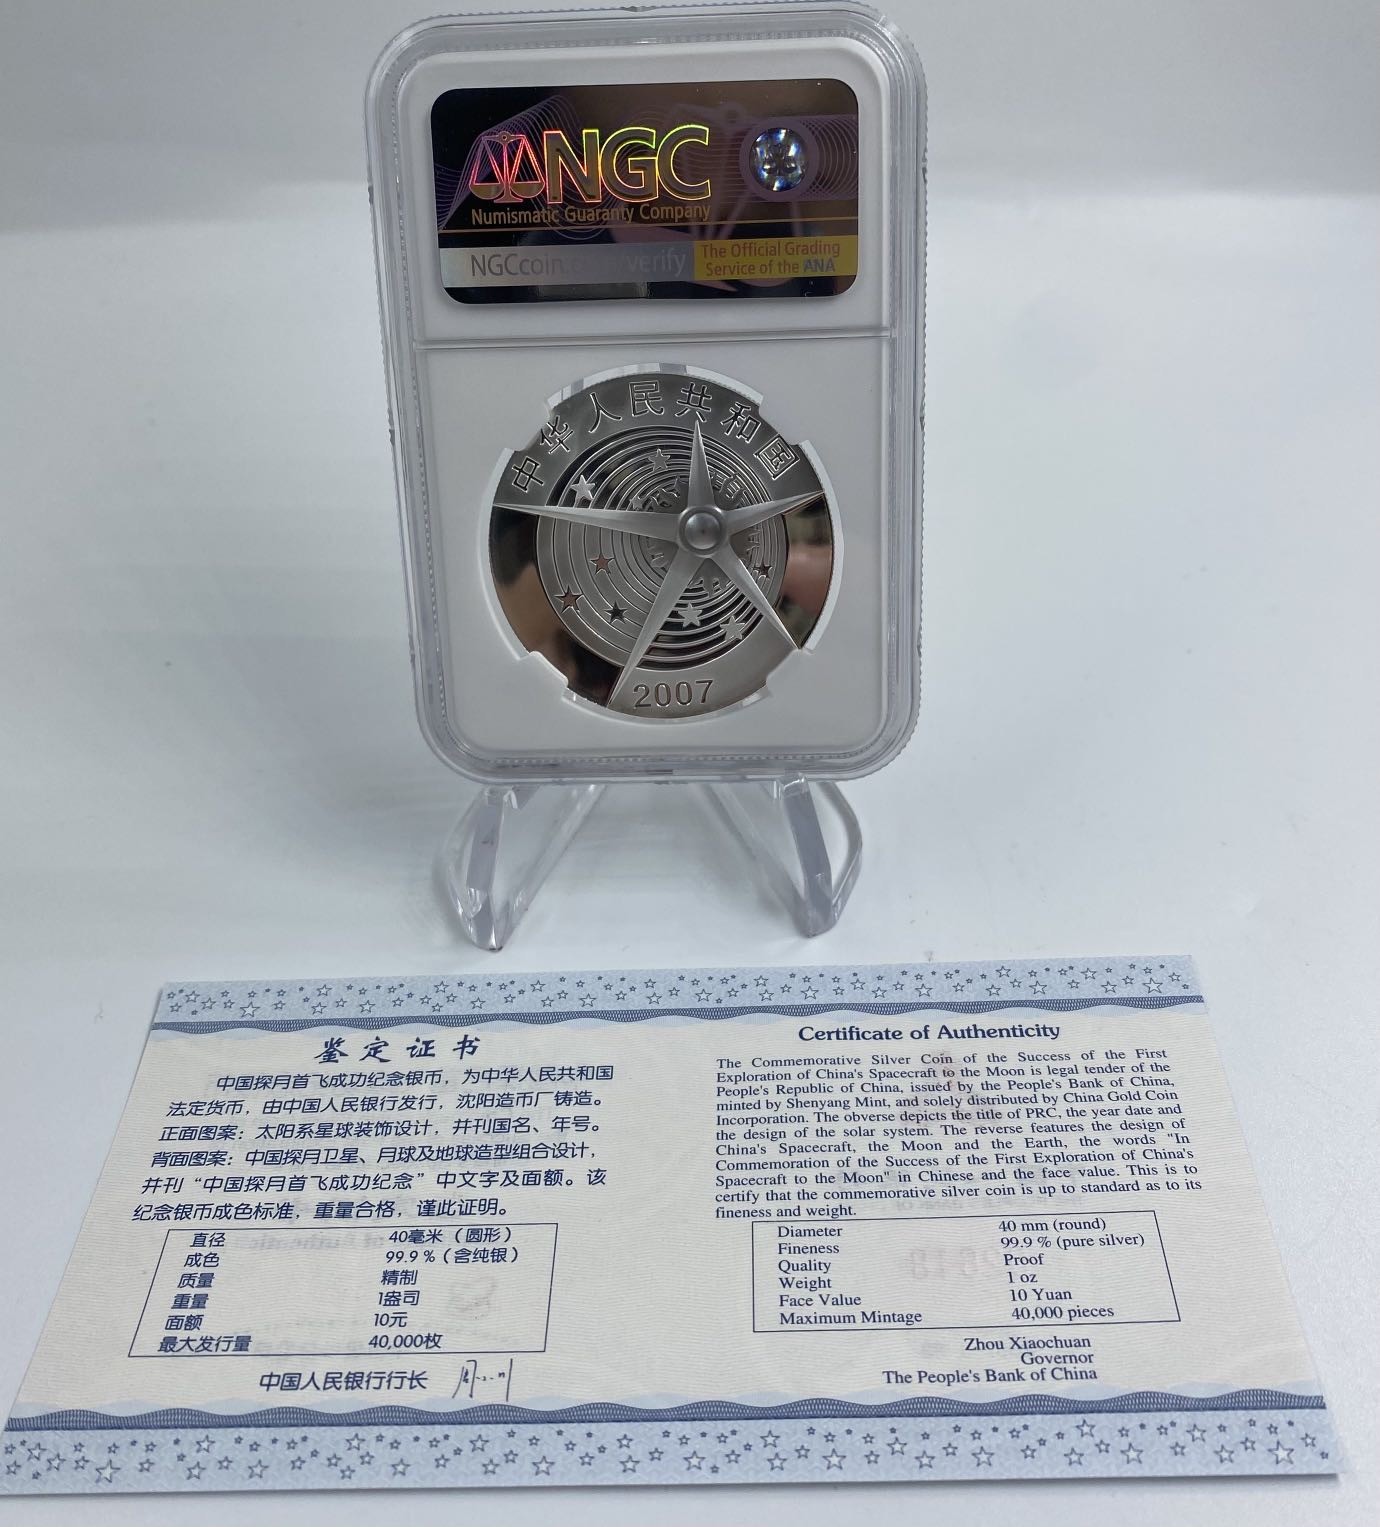 NGC
Numismatic Guaranty Company
NGCcoin.com/verify
The Official Grading
Service of the ANA
中华人民共和国
2007
鉴定证书
中国探月首飞成功纪念银币，为中华人民共和国
法定货币，由中国人民银行发行，沈阳造币厂铸造。
正面图案：太阳系星球装饰设计，并刊国名、年号。
背面图案：中国探月卫星、月球及地球造型组合设计，
并刊“中国探月首飞成功纪念”中文字及面额。该
纪念银币成色标准，重量合格，谨此证明。
直径 40毫米（圆形）
成色 99.9％（含纯银）
质量 精制
重量 1盎司
面额 10元
最大发行量 40,000枚
中国人民银行行长
Certificate of Authenticity
The Commemorative Silver Coin of the Success of the First
Exploration of China's Spacecraft to the Moon is legal tender of the
People's Republic of China, issued by the People's Bank of China,
minted by Shenyang Mint, and solely distributed by China Gold Coin
Incorporation. The obverse depicts the title of PRC, the year date and
the design of the solar system. The reverse features the design of
China's Spacecraft, the Moon and the Earth, the words "In
Commemoration of the Success of the First Exploration of China's
Spacecraft to the Moon" in Chinese and the face value. This is to
certify that the commemorative silver coin is up to standard as to its
fineness and weight.
Diameter 40 mm (round)
Fineness 99.9 % (pure silver)
Quality Proof
Weight 1 oz
Face Value 10 Yuan
Maximum Mintage 40,000 pieces
Zhou Xiaochuan
Governor
The People's Bank of China